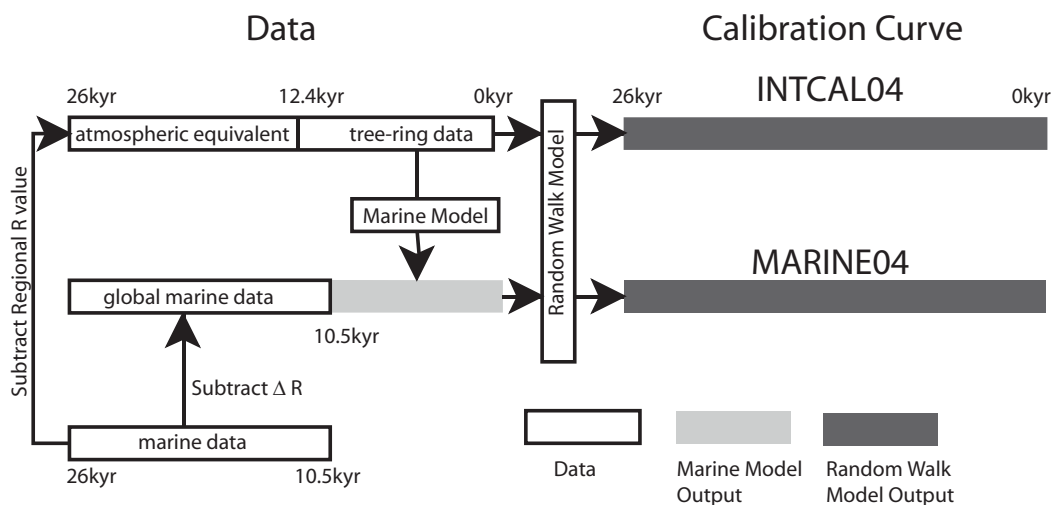 Data
Calibration Curve
26kyr
12.4kyr
0kyr
26kyr
INTCAL04
0kyr
atmospheric equivalent
tree-ring data
Marine Model
Subtract Regional R value
Random Walk Model
MARINE04
global marine data
10.5kyr
Subtract Δ R
marine data
26kyr
10.5kyr
Data
Marine Model
Output
Random Walk
Model Output